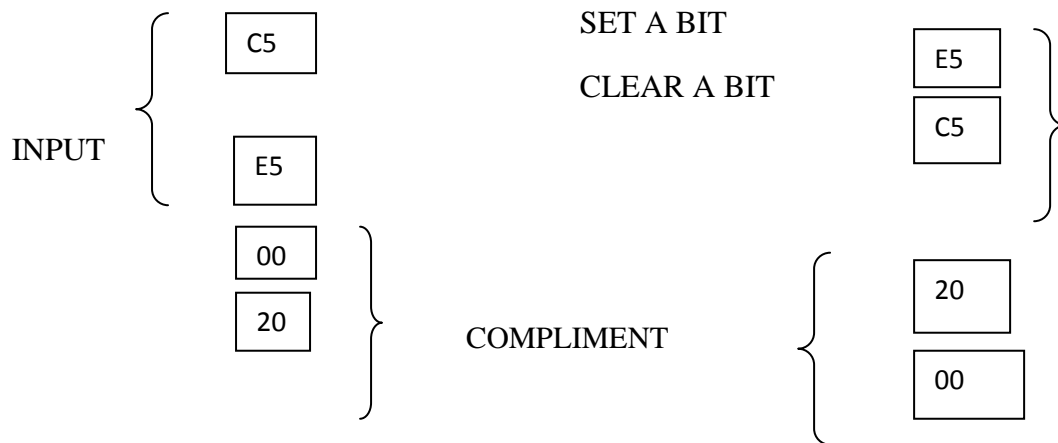 C5
SET A BIT
E5
CLEAR A BIT
C5
INPUT
E5
00
20
20
COMPLIMENT
00